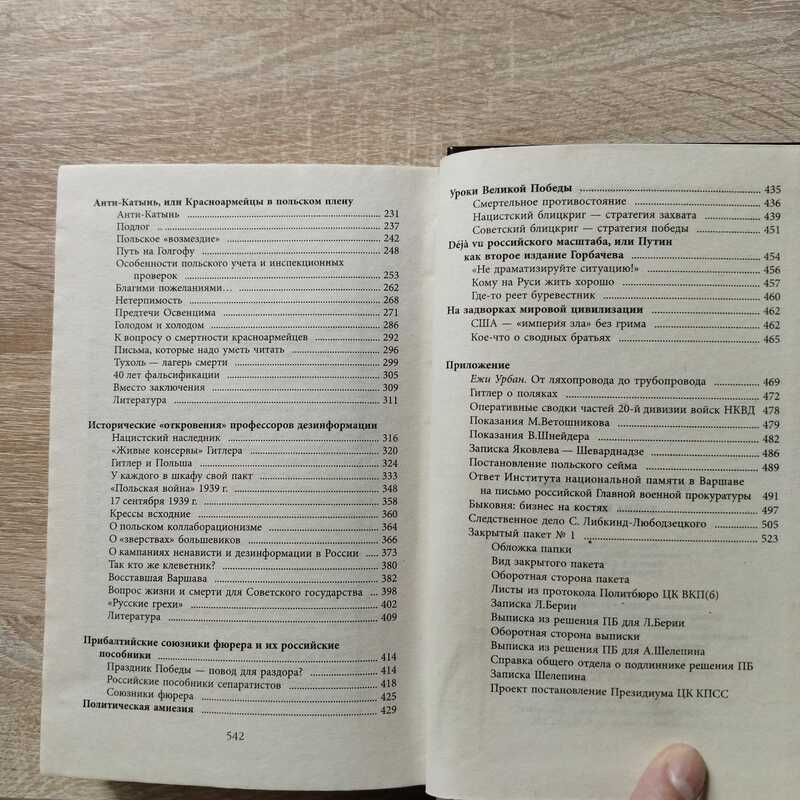 Анти-Катынь, или Красноармейцы в польском плену
Анти-Катынь 231
Подлог .. 237
Польское «возмездие» 242
Путь на Голгофу 248
Особенности польского учета и инспекционных
проверок 253
Благими пожеланиями… 262
Нетерпимость 268
Предтечи Освенцима 271
Голодом и холодом 286
К вопросу о смертности красноармейцев 292
Письма, которые надо уметь читать 296
Тухоль — лагерь смерти 299
40 лет фальсификации 305
Вместо заключения 309
Литература 311
Исторические «откровения» профессоров дезинформации
Нацистский наследник 316
«Живые консервы» Гитлера 320
Гитлер и Польша 324
У каждого в шкафу свой пакт 333
«Польская война» 1939 г. 348
17 сентября 1939 г. 358
Крессы всходние 360
О польском коллаборационизме 364
О «зверствах» большевиков 366
О кампаниях ненависти и дезинформации в России 373
Так кто же клеветник? 380
Восставшая Варшава 382
Вопрос жизни и смерти для Советского государства 398
«Русские грехи» 402
Литература 409
Прибалтийские союзники фюрера и их российские
пособники 414
Праздник Победы — повод для раздора? 414
Российские пособники сепаратистов 418
Союзники фюрера 425
Политическая амнезия 429
542
Уроки Великой Победы 435
Смертельное противостояние 436
Нацистский блицкриг — стратегия захвата 439
Советский блицкриг — стратегия победы 451
Déjà vu российского масштаба, или Путин
как второе издание Горбачева 454
«Не драматизируйте ситуацию!» 456
Кому на Руси жить хорошо 457
Где-то реет буревестник 460
На задворках мировой цивилизации 462
США — «империя зла» без грима 462
Кое-что о сводных братьях 465
Приложение
Ежи Урбан. От ляхопровода до трубопровода 469
Гитлер о поляках 472
Оперативные сводки частей 20-й дивизии войск НКВД 478
Показания М.Ветошникова 479
Показания В.Шнейдера 482
Записка Яковлева — Шеварднадзе 486
Постановление польского сейма 489
Ответ Института национальной памяти в Варшаве
на письмо российской Главной военной прокуратуры 491
Быковня: бизнес на костях 497
Следственное дело С. Либкинд-Любодзецкого 505
Закрытый пакет № 1 523
Обложка папки
Вид закрытого пакета
Оборотная сторона пакета
Листы из протокола Политбюро ЦК ВКП(б)
Записка Л.Берии
Выписка из решения ПБ для Л.Берии
Оборотная сторона выписки
Выписка из решения ПБ для А.Шелепина
Справка общего отдела о подлиннике решения ПБ
Записка Шелепина
Проект постановление Президиума ЦК КПСС